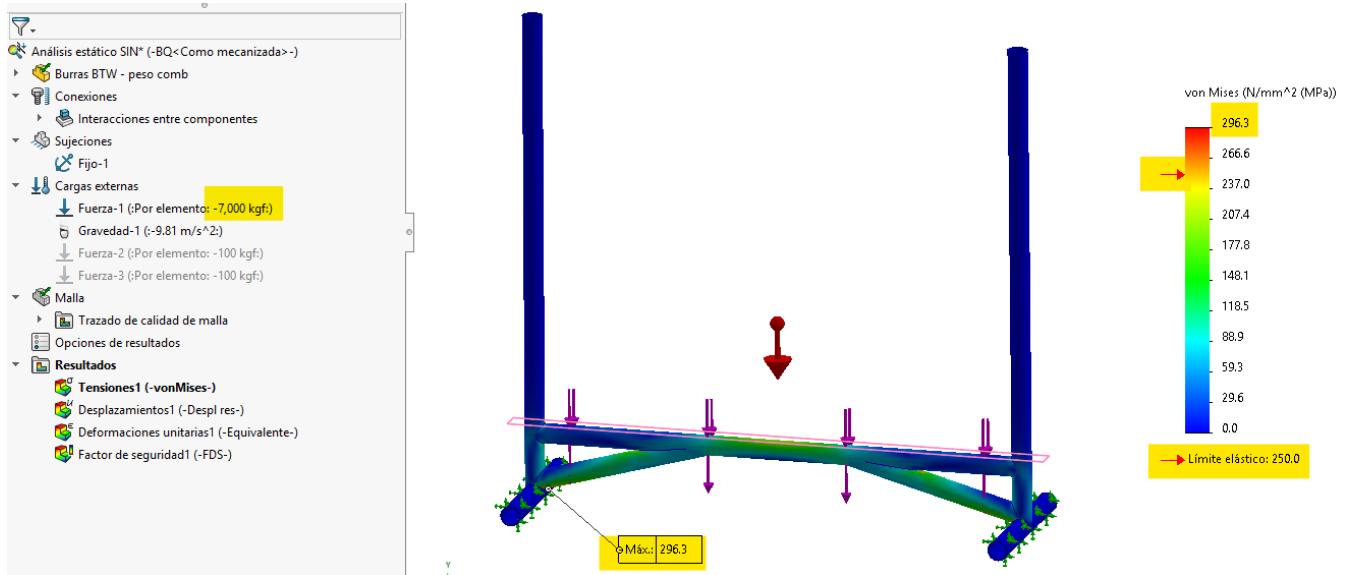 Análisis estático SIN* (-BQ<Como mecanizada>-)
Burras BTW - peso comb
Conexiones
Interacciones entre componentes
Sujeciones
Fijo-1
Cargas externas
Fuerza-1 (:Por elemento: -7,000 kgf:)
Gravedad-1 (:-9.81 m/s^2:)
Fuerza-2 (:Por elemento: -100 kgf:)
Fuerza-3 (:Por elemento: -100 kgf:)
Malla
Trazado de calidad de malla
Opciones de resultados
Resultados
Tensiones1 (-vonMises-)
Desplazamientos1 (-Despl res-)
Deformaciones unitarias1 (-Equivalente-)
Factor de seguridad1 (-FDS-)
Máx.: 296.3
Y
von Mises (N/mm^2 (MPa))
296.3
266.6
237.0
207.4
177.8
148.1
118.5
88.9
59.3
29.6
0.0
Límite elástico: 250.0